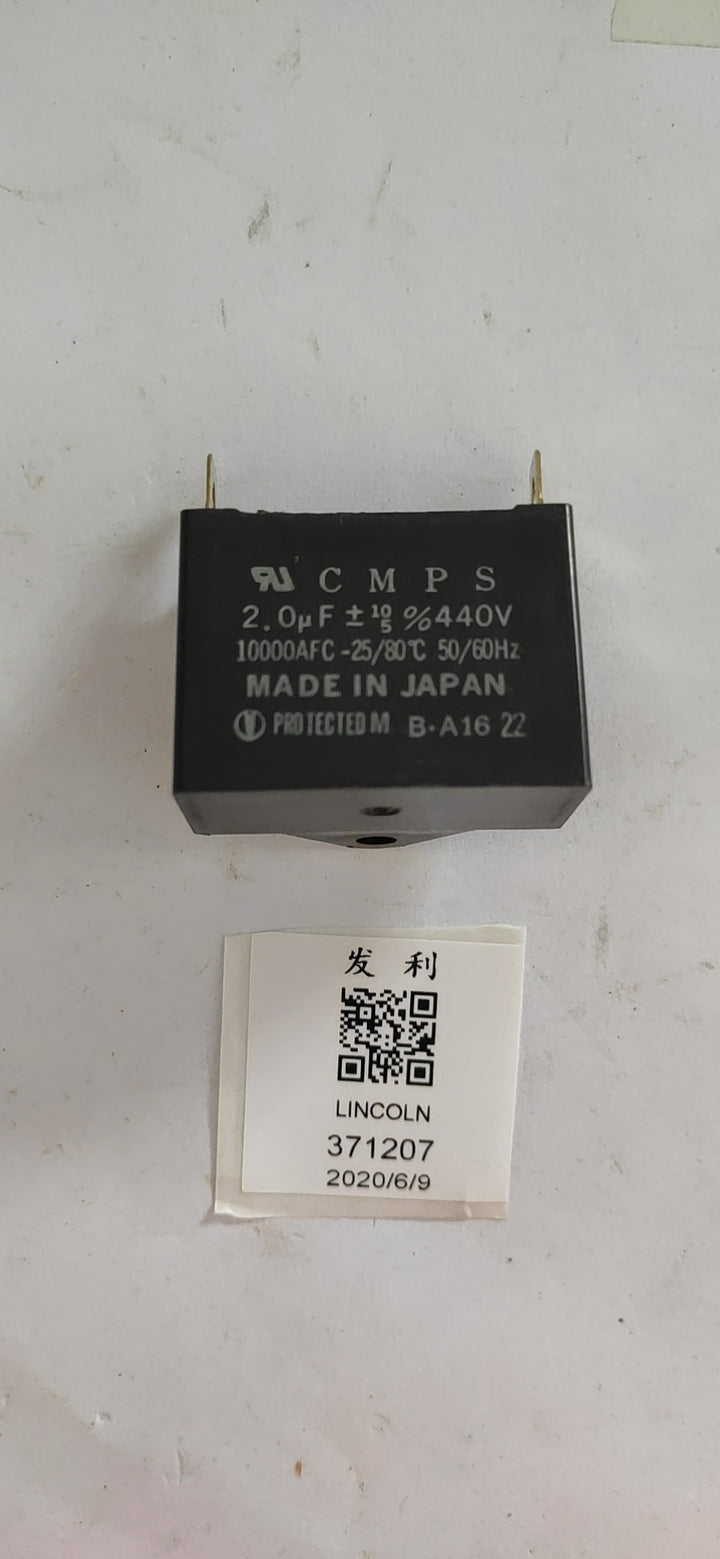 RU C M P S
2.0μF ± 10/5 %440V
10000AFC -25/80℃ 50/60Hz
MADE IN JAPAN
PROTECTED M B·A16 22
发 利
LINCOLN
371207
2020/6/9